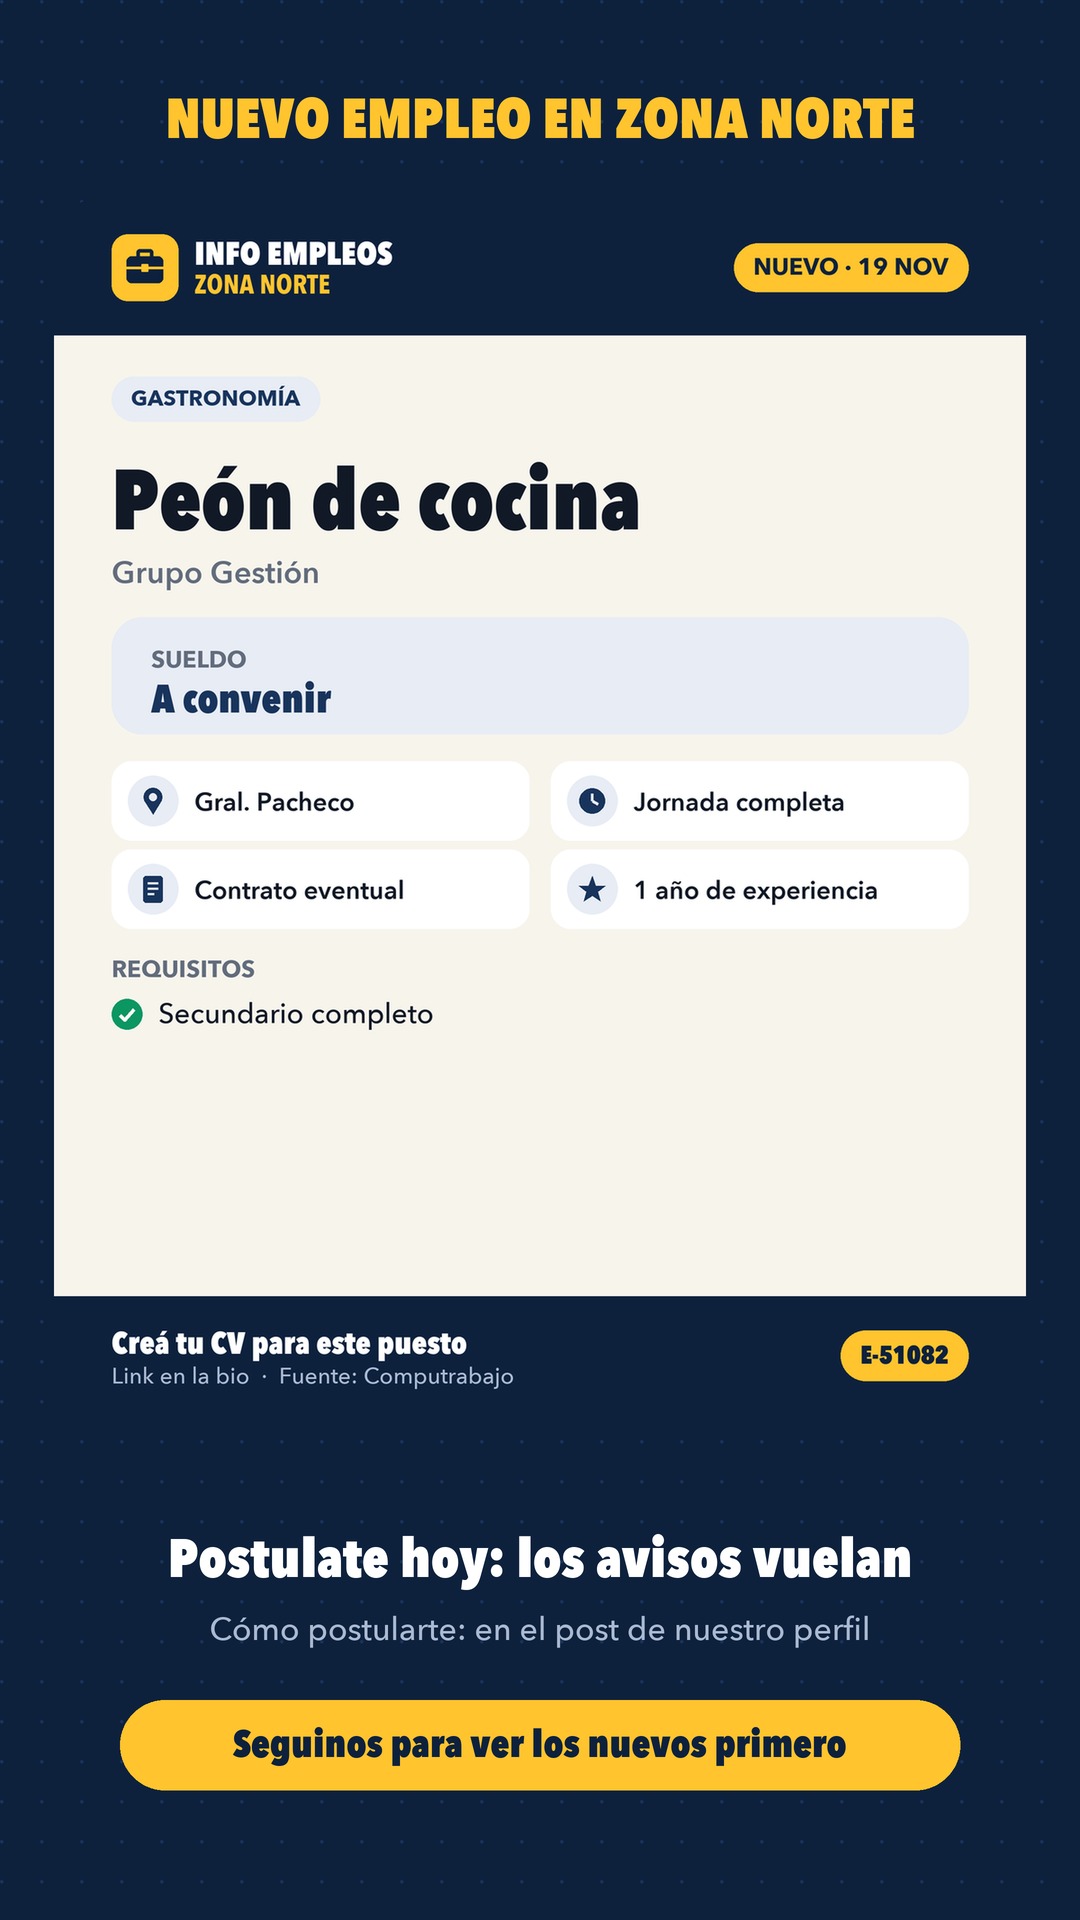 NUEVO EMPLEO EN ZONA NORTE
INFO EMPLEOS
ZONA NORTE
NUEVO · 19 NOV
GASTRONOMÍA
Peón de cocina
Grupo Gestión
SUELDO
A convenir
Gral. Pacheco
Jornada completa
Contrato eventual
1 año de experiencia
REQUISITOS
Secundario completo
Creá tu CV para este puesto
Link en la bio · Fuente: Computrabajo
E-51082
Postulate hoy: los avisos vuelan
Cómo postularte: en el post de nuestro perfil
Seguinos para ver los nuevos primero